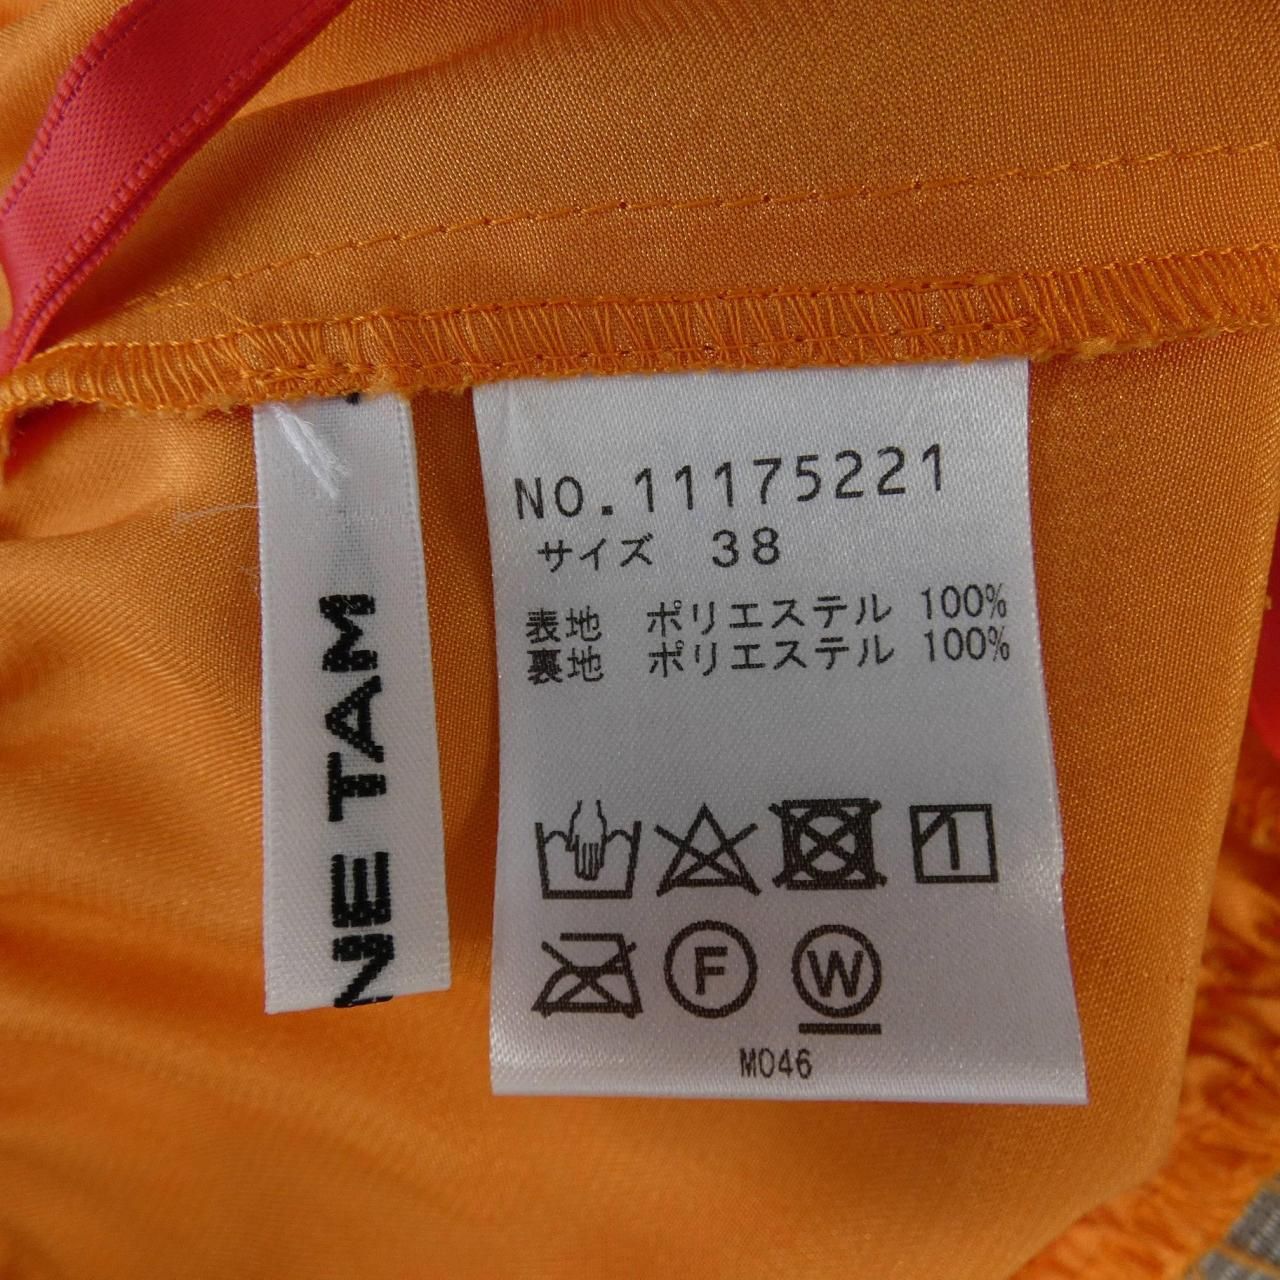 NE TAM
NO.11175221
サイズ 38
表地 ポリエステル 100%
裏地 ポリエステル 100%
F W
M046